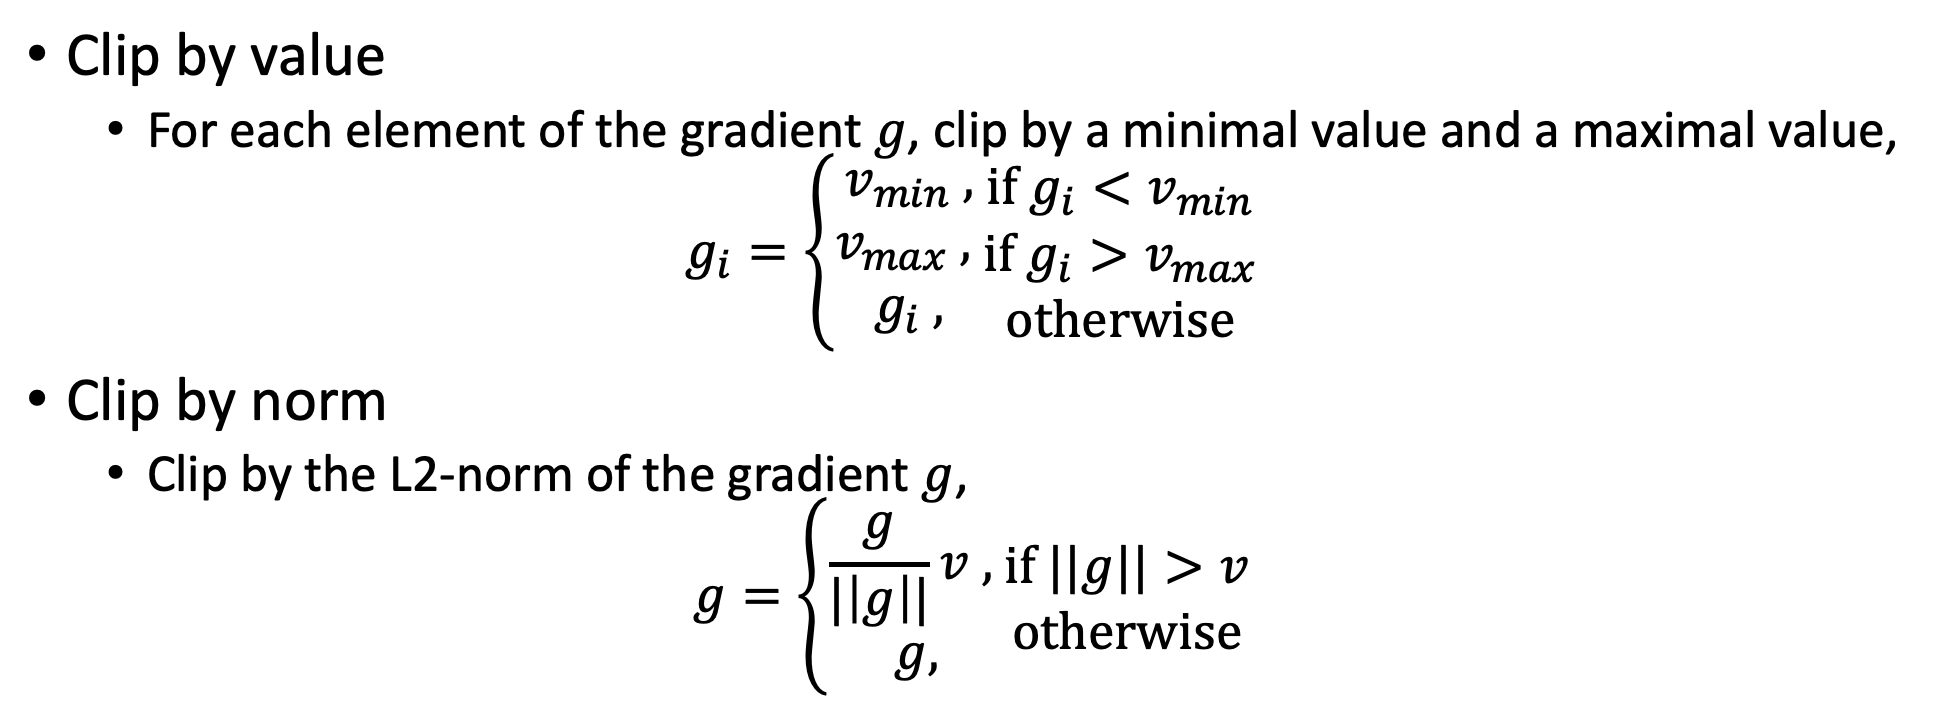 • Clip by value
• For each element of the gradient g, clip by a minimal value and a maximal value,
v_min , if g_i < v_min
g_i = { v_max , if g_i > v_max
g_i , otherwise
• Clip by norm
• Clip by the L2-norm of the gradient g,
g = { g/||g|| v , if ||g|| > v
g, otherwise